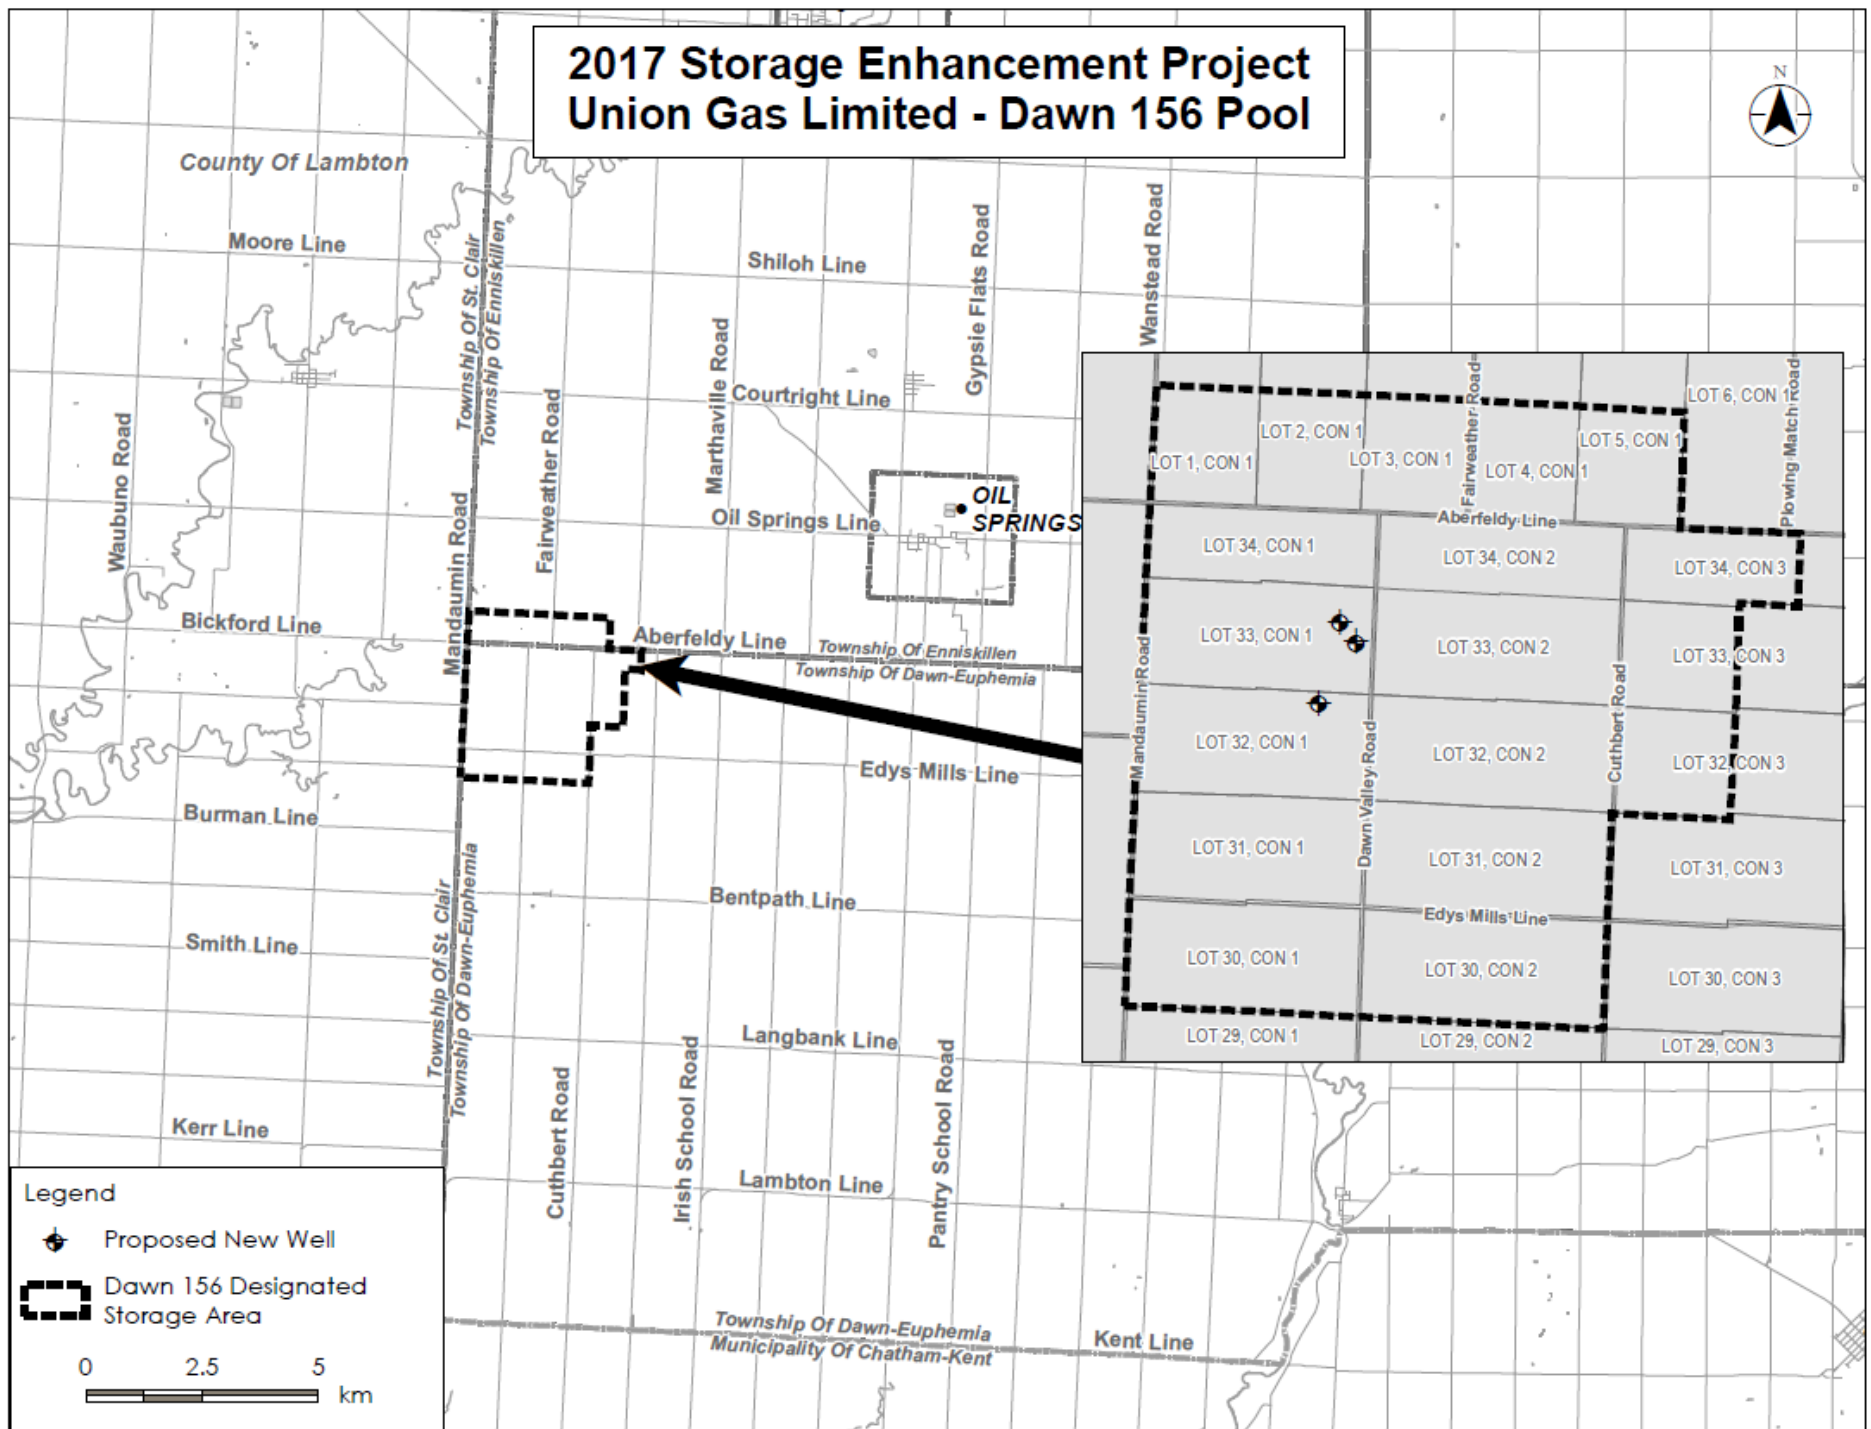 2017 Storage Enhancement Project
Union Gas Limited - Dawn 156 Pool
N
County Of Lambton
Moore Line
Township Of St. Clair
Township Of Enniskillen
Shiloh Line
Gypsie Flats Road
Wanstead Road
Waubuno Road
Mandaumin Road
Fairweather Road
Marthaville Road
Courtright Line
Oil Springs Line
OIL
SPRINGS
Bickford Line
Aberfeldy Line
Township Of Enniskillen
Township Of Dawn-Euphemia
Edys Mills Line
Burman Line
Bentpath Line
Smith Line
Township Of St. Clair
Township Of Dawn-Euphemia
Langbank Line
Kerr Line
Cuthbert Road
Irish School Road
Pantry School Road
Lambton Line
Township Of Dawn-Euphemia
Municipality Of Chatham-Kent
Kent Line
LOT 6, CON 1
LOT 2, CON 1
LOT 5, CON 1
LOT 1, CON 1
LOT 3, CON 1
LOT 4, CON 1
Fairweather Road
Plowing Match Road
Aberfeldy Line
LOT 34, CON 1
LOT 34, CON 2
LOT 34, CON 3
LOT 33, CON 1
LOT 33, CON 2
LOT 33, CON 3
Mandaumin Road
Cuthbert Road
LOT 32, CON 1
LOT 32, CON 2
LOT 32, CON 3
Dawn Valley Road
LOT 31, CON 1
LOT 31, CON 2
LOT 31, CON 3
Edys Mills Line
LOT 30, CON 1
LOT 30, CON 2
LOT 30, CON 3
LOT 29, CON 1
LOT 29, CON 2
LOT 29, CON 3
Legend
Proposed New Well
Dawn 156 Designated
Storage Area
0 2.5 5
km